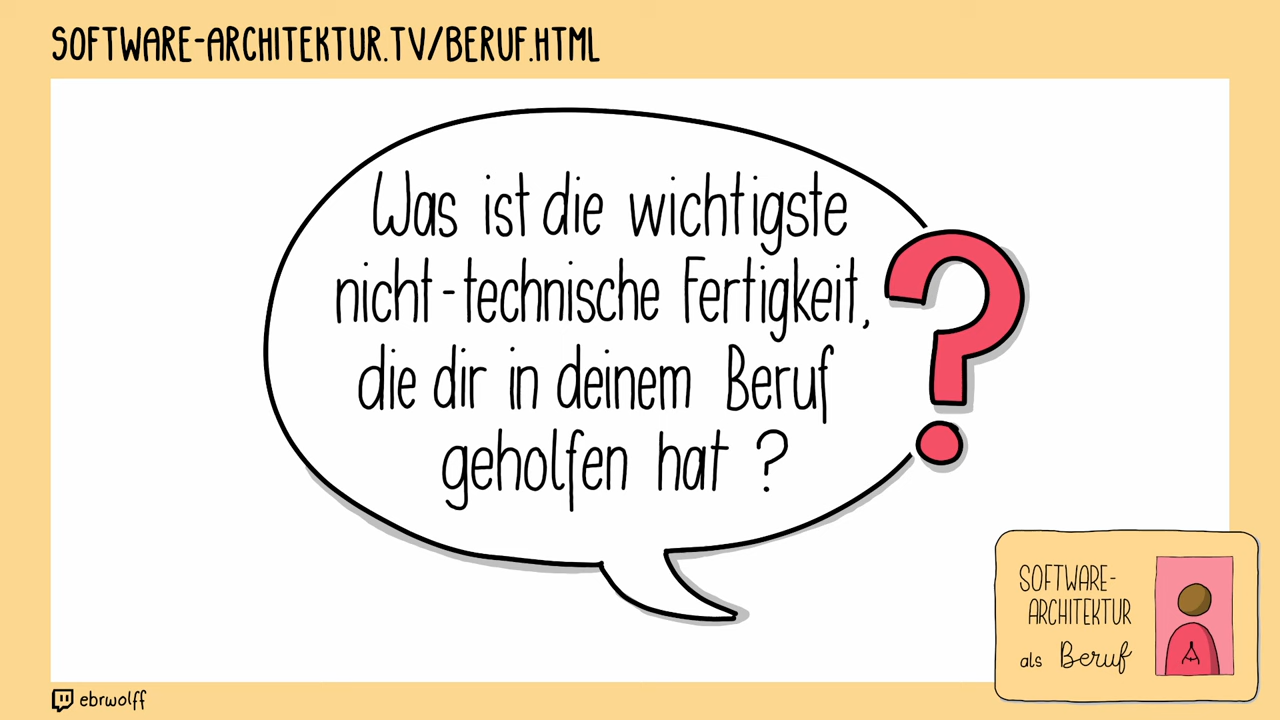 SOFTWARE-ARCHITEKTUR.TV/BERUF.HTML
Was ist die wichtigste
nicht-technische Fertigkeit,
die dir in deinem Beruf
geholfen hat ?
?
SOFTWARE-
ARCHITEKTUR
als Beruf
ebrwolff